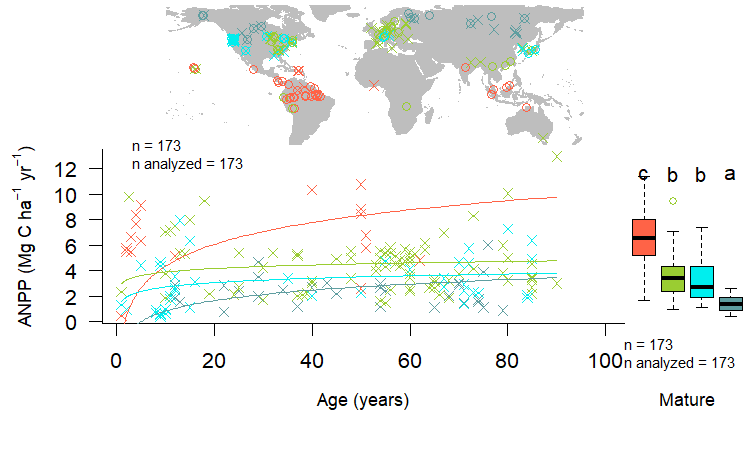 n = 173
n analyzed = 173
ANPP (Mg C ha⁻¹ yr⁻¹)
12
10
8
6
4
2
0
0 20 40 60 80 100
Age (years)
c b b a
n = 173
n analyzed = 173
Mature